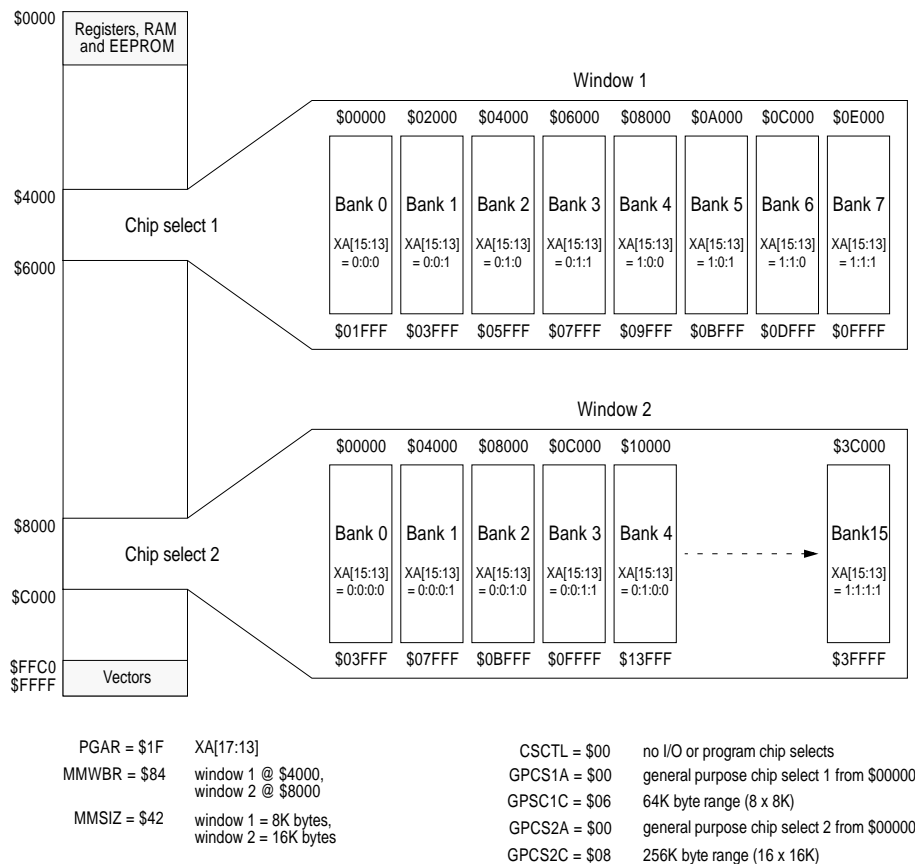 $0000
Registers, RAM
and EEPROM
$4000
Chip select 1
$6000
$8000
Chip select 2
$C000
$FFC0
$FFFF
Vectors
Window 1
$00000 $02000 $04000 $06000 $08000 $0A000 $0C000 $0E000
Bank 0 Bank 1 Bank 2 Bank 3 Bank 4 Bank 5 Bank 6 Bank 7
XA[15:13] XA[15:13] XA[15:13] XA[15:13] XA[15:13] XA[15:13] XA[15:13] XA[15:13]
= 0:0:0 = 0:0:1 = 0:1:0 = 0:1:1 = 1:0:0 = 1:0:1 = 1:1:0 = 1:1:1
$01FFF $03FFF $05FFF $07FFF $09FFF $0BFFF $0DFFF $0FFFF
Window 2
$00000 $04000 $08000 $0C000 $10000 $3C000
Bank 0 Bank 1 Bank 2 Bank 3 Bank 4 Bank15
XA[15:13] XA[15:13] XA[15:13] XA[15:13] XA[15:13] XA[15:13]
= 0:0:0:0 = 0:0:0:1 = 0:0:1:0 = 0:0:1:1 = 0:1:0:0 = 1:1:1:1
$03FFF $07FFF $0BFFF $0FFFF $13FFF $3FFFF
PGAR = $1F XA[17:13]
MMWBR = $84 window 1 @ $4000,
window 2 @ $8000
MMSIZ = $42 window 1 = 8K bytes,
window 2 = 16K bytes
CSCTL = $00 no I/O or program chip selects
GPCS1A = $00 general purpose chip select 1 from $00000
GPSC1C = $06 64K byte range (8 x 8K)
GPCS2A = $00 general purpose chip select 2 from $00000
GPCS2C = $08 256K byte range (16 x 16K)